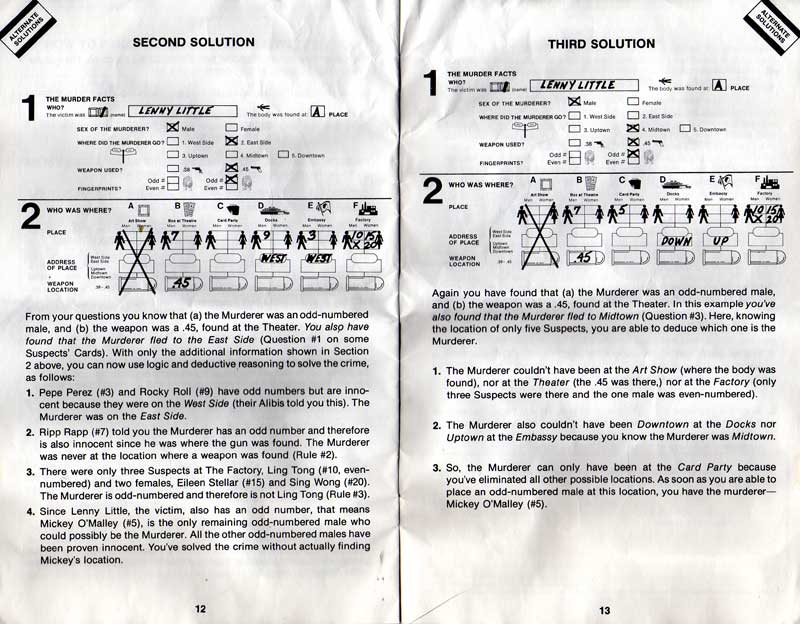 ALTERNATE
SOLUTIONS
SECOND SOLUTION
1
THE MURDER FACTS
WHO?
The victim was (name) LENNY LITTLE The body was found at: A PLACE
SEX OF THE MURDERER? Male Female
WHERE DID THE MURDERER GO? 1. West Side 2. East Side
3. Uptown 4. Midtown 5. Downtown
WEAPON USED? .38 .45
FINGERPRINTS? Odd # Odd #
Even # Even #
2
WHO WAS WHERE? A B C D E F
Art Show Box at Theatre Card Party Docks Embassy Factory
PLACE Men Women Men Women Men Women Men Women Men Women Men Women
7 9 3 10 15
X 20
ADDRESS OF PLACE
West Side
East Side
Uptown
Midtown
Downtown
WEST WEST
WEAPON LOCATION .38 - .45 .45
From your questions you know that (a) the Murderer was an odd-numbered
male, and (b) the weapon was a .45, found at the Theater. You also have
found that the Murderer fled to the East Side (Question #1 on some
Suspects' Cards). With only the additional information shown in Section
2 above, you can now use logic and deductive reasoning to solve the crime,
as follows:
1. Pepe Perez (#3) and Rocky Roll (#9) have odd numbers but are inno-
cent because they were on the West Side (their Alibis told you this). The
Murderer was on the East Side.
2. Ripp Rapp (#7) told you the Murderer has an odd number and therefore
is also innocent since he was where the gun was found. The Murderer
was never at the location where a weapon was found (Rule #2).
3. There were only three Suspects at The Factory, Ling Tong (#10, even-
numbered) and two females, Eileen Stellar (#15) and Sing Wong (#20).
The Murderer is odd-numbered and therefore is not Ling Tong (Rule #3).
4. Since Lenny Little, the victim, also has an odd number, that means
Mickey O'Malley (#5), is the only remaining odd-numbered male who
could possibly be the Murderer. All the other odd-numbered males have
been proven innocent. You've solved the crime without actually finding
Mickey's location.
12
ALTERNATE
SOLUTIONS
THIRD SOLUTION
1
THE MURDER FACTS
WHO?
The victim was (name) LENNY LITTLE The body was found at: A PLACE
SEX OF THE MURDERER? Male Female
WHERE DID THE MURDERER GO? 1. West Side 2. East Side
3. Uptown 4. Midtown 5. Downtown
WEAPON USED? .38 .45
FINGERPRINTS? Odd # Odd #
Even # Even #
2
WHO WAS WHERE? A B C D E F
Art Show Box at Theatre Card Party Docks Embassy Factory
PLACE Men Women Men Women Men Women Men Women Men Women Men Women
7 5 10 15
X 20
ADDRESS OF PLACE
West Side
East Side
Uptown
Midtown
Downtown
DOWN UP
WEAPON LOCATION .38 - .45 .45
Again you have found that (a) the Murderer was an odd-numbered male,
and (b) the weapon was a .45, found at the Theater. In this example you've
also found that the Murderer fled to Midtown (Question #3). Here, knowing
the location of only five Suspects, you are able to deduce which one is the
Murderer.
1. The Murderer couldn't have been at the Art Show (where the body was
found), nor at the Theater (the .45 was there,) nor at the Factory (only
three Suspects were there and the one male was even-numbered).
2. The Murderer also couldn't have been Downtown at the Docks nor
Uptown at the Embassy because you know the Murderer was Midtown.
3. So, the Murderer can only have been at the Card Party because
you've eliminated all other possible locations. As soon as you are able to
place an odd-numbered male at this location, you have the murderer—
Mickey O'Malley (#5).
13